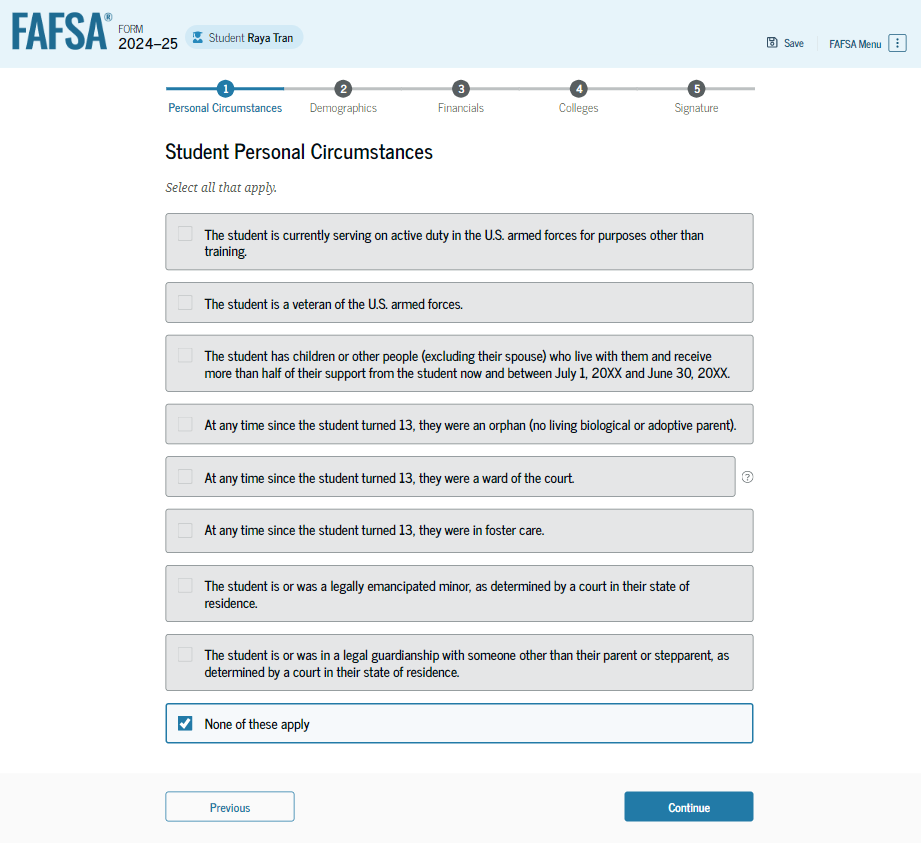 FAFSA® FORM
2024–25 Student Raya Tran Save FAFSA Menu
1 2 3 4 5
Personal Circumstances Demographics Financials Colleges Signature
Student Personal Circumstances
Select all that apply.
The student is currently serving on active duty in the U.S. armed forces for purposes other than
training.
The student is a veteran of the U.S. armed forces.
The student has children or other people (excluding their spouse) who live with them and receive
more than half of their support from the student now and between July 1, 20XX and June 30, 20XX.
At any time since the student turned 13, they were an orphan (no living biological or adoptive parent).
At any time since the student turned 13, they were a ward of the court. ?
At any time since the student turned 13, they were in foster care.
The student is or was a legally emancipated minor, as determined by a court in their state of
residence.
The student is or was in a legal guardianship with someone other than their parent or stepparent, as
determined by a court in their state of residence.
None of these apply
Previous Continue